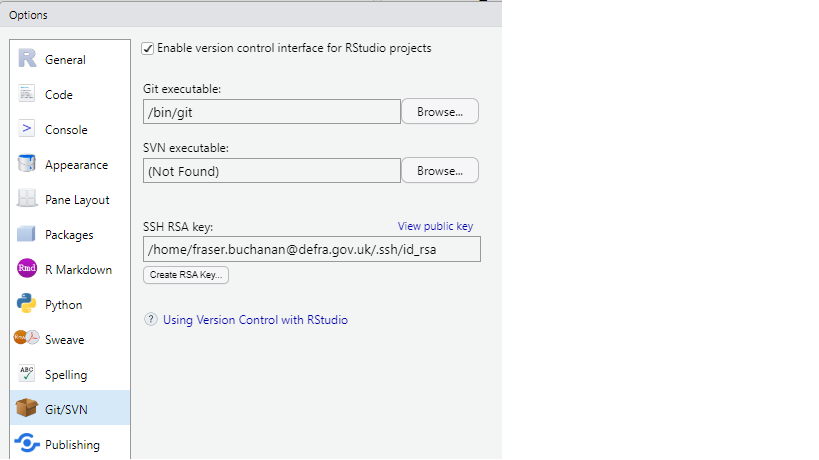 Options
General
Code
Console
Appearance
Pane Layout
Packages
Rmd R Markdown
Python
Sweave
ABC Spelling
Git/SVN
Publishing
Enable version control interface for RStudio projects
Git executable:
/bin/git Browse...
SVN executable:
(Not Found) Browse...
SSH RSA key: View public key
/home/fraser.buchanan@defra.gov.uk/.ssh/id_rsa
Create RSA Key...
? Using Version Control with RStudio